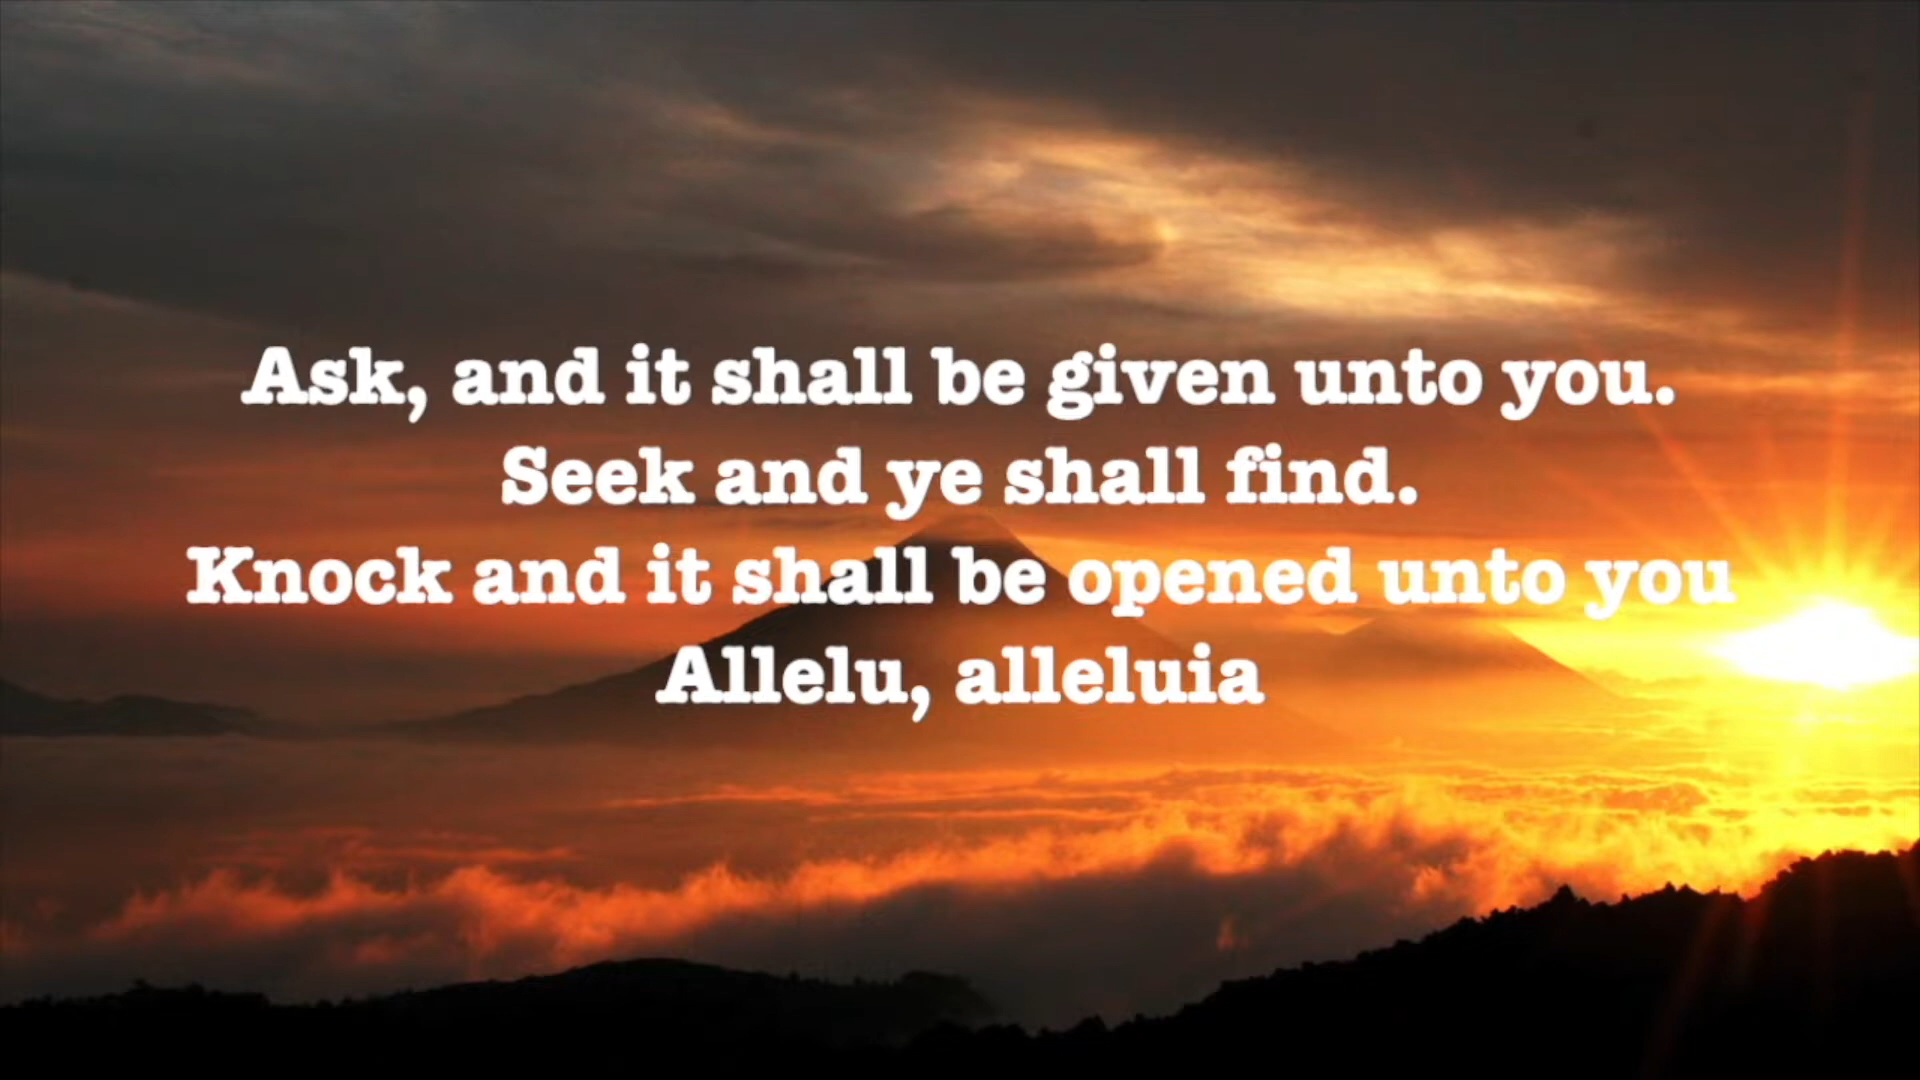 Ask, and it shall be given unto you.
Seek and ye shall find.
Knock and it shall be opened unto you
Allelu, alleluia